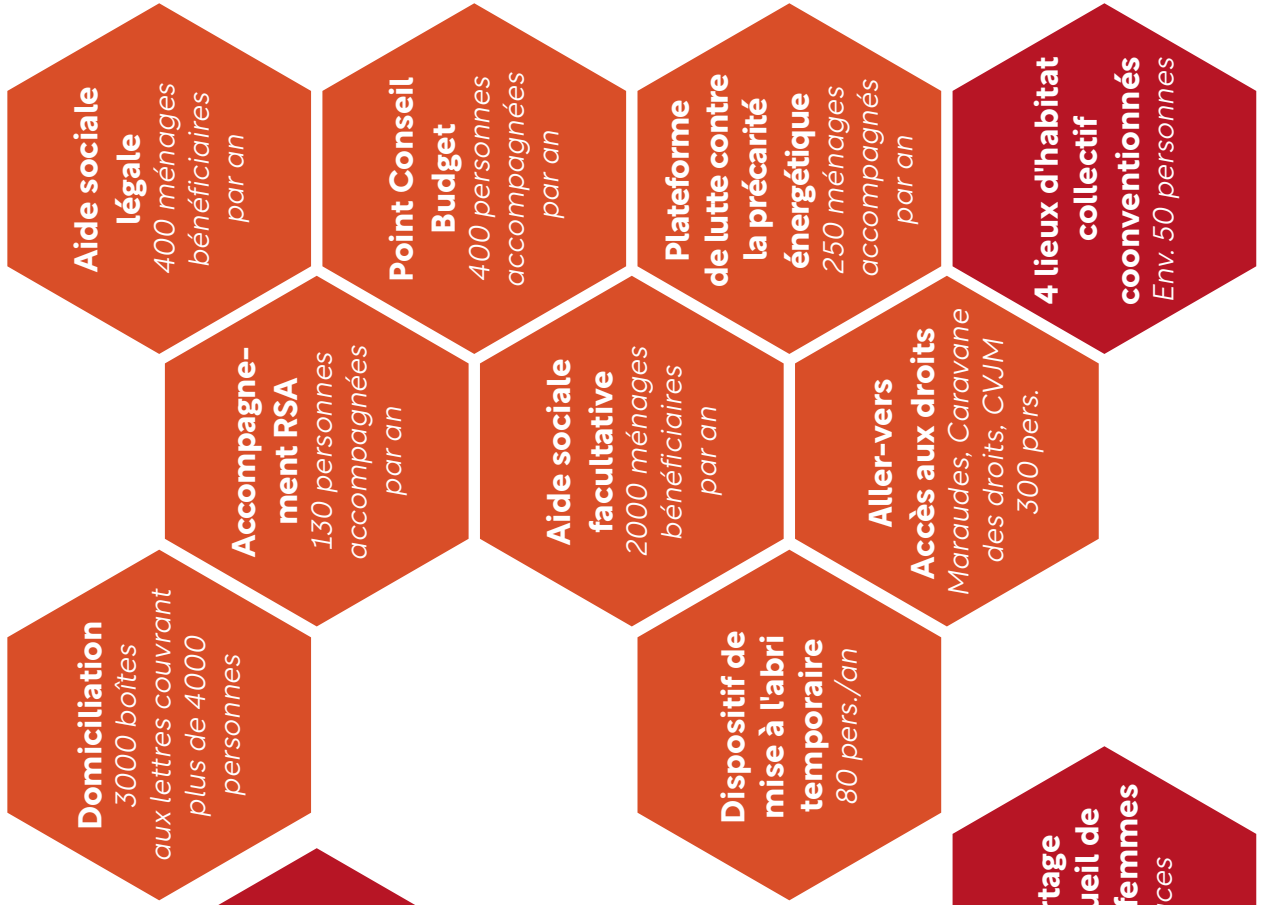 Domiciliation
3000 boîtes
aux lettres couvrant
plus de 4000
personnes
Aide sociale
légale
400 ménages
bénéficiaires
par an
Accompagne-
ment RSA
130 personnes
accompagnées
par an
Point Conseil
Budget
400 personnes
accompagnées
par an
Aide sociale
facultative
2000 ménages
bénéficiaires
par an
Dispositif de
mise à l'abri
temporaire
80 pers./an
Plateforme
de lutte contre
la précarité
énergétique
250 ménages
accompagnés
par an
Aller-vers
Accès aux droits
Maraudes, Caravane
des droits, CVJM
300 pers.
de
femmes
4 lieux d'habitat
collectif
coonventionnés
Env. 50 personnes